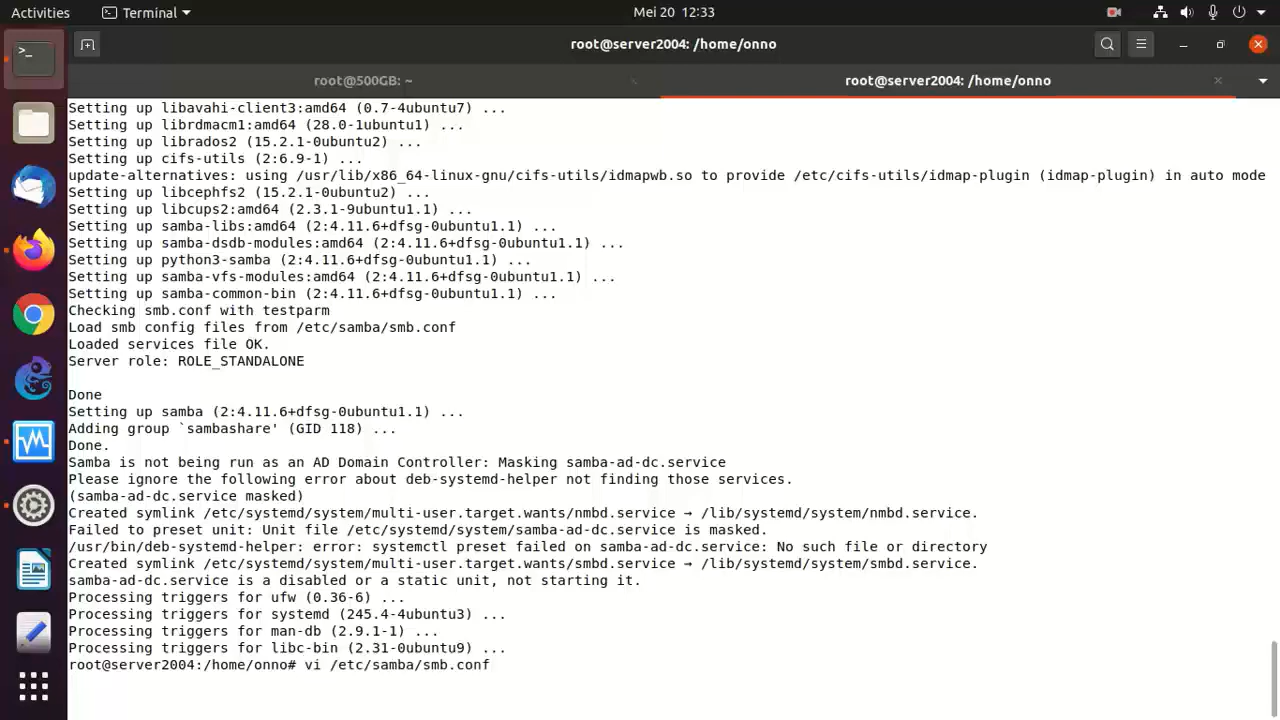 Activities
Terminal
Mei 20 12:33
root@server2004: /home/onno
root@500GB: ~
root@server2004: /home/onno
Setting up libavahi-client3:amd64 (0.7-4ubuntu7) ...
Setting up librdmacm1:amd64 (28.0-1ubuntu1) ...
Setting up librados2 (15.2.1-0ubuntu2) ...
Setting up cifs-utils (2:6.9-1) ...
update-alternatives: using /usr/lib/x86_64-linux-gnu/cifs-utils/idmapwb.so to provide /etc/cifs-utils/idmap-plugin (idmap-plugin) in auto mode
Setting up libcephfs2 (15.2.1-0ubuntu2) ...
Setting up libcups2:amd64 (2.3.1-9ubuntu1.1) ...
Setting up samba-libs:amd64 (2:4.11.6+dfsg-0ubuntu1.1) ...
Setting up samba-dsdb-modules:amd64 (2:4.11.6+dfsg-0ubuntu1.1) ...
Setting up python3-samba (2:4.11.6+dfsg-0ubuntu1.1) ...
Setting up samba-vfs-modules:amd64 (2:4.11.6+dfsg-0ubuntu1.1) ...
Setting up samba-common-bin (2:4.11.6+dfsg-0ubuntu1.1) ...
Checking smb.conf with testparm
Load smb config files from /etc/samba/smb.conf
Loaded services file OK.
Server role: ROLE_STANDALONE
Done
Setting up samba (2:4.11.6+dfsg-0ubuntu1.1) ...
Adding group `sambashare' (GID 118) ...
Done.
Samba is not being run as an AD Domain Controller: Masking samba-ad-dc.service
Please ignore the following error about deb-systemd-helper not finding those services.
(samba-ad-dc.service masked)
Created symlink /etc/systemd/system/multi-user.target.wants/nmbd.service → /lib/systemd/system/nmbd.service.
Failed to preset unit: Unit file /etc/systemd/system/samba-ad-dc.service is masked.
/usr/bin/deb-systemd-helper: error: systemctl preset failed on samba-ad-dc.service: No such file or directory
Created symlink /etc/systemd/system/multi-user.target.wants/smbd.service → /lib/systemd/system/smbd.service.
samba-ad-dc.service is a disabled or a static unit, not starting it.
Processing triggers for ufw (0.36-6) ...
Processing triggers for systemd (245.4-4ubuntu3) ...
Processing triggers for man-db (2.9.1-1) ...
Processing triggers for libc-bin (2.31-0ubuntu9) ...
root@server2004:/home/onno# vi /etc/samba/smb.conf